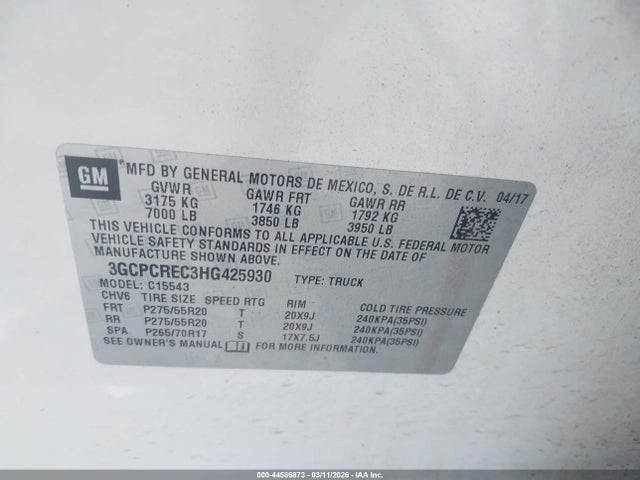 GM
*MFD BY GENERAL MOTORS DE MEXICO, S. DE R.L. DE C.V. 04/17
GVWR GAWR FRT GAWR RR
3175 KG 1746 KG 1792 KG
7000 LB 3850 LB 3950 LB
THIS VEHICLE CONFORMS TO ALL APPLICABLE U.S. FEDERAL MOTOR
VEHICLE SAFETY STANDARDS IN EFFECT ON THE DATE OF
MANUFACTURE SHOWN ABOVE.
3GCPCREC3HG425930 TYPE: TRUCK
MODEL: C15543
CHV6 TIRE SIZE SPEED RTG RIM COLD TIRE PRESSURE
FRT P275/55R20 T 20X9J 240KPA(35PSI)
RR P275/55R20 T 20X9J 240KPA(35PSI)
SPA P265/70R17 S 17X7.5J 240KPA(35PSI)
SEE OWNER'S MANUAL FOR MORE INFORMATION.
000-44586873 | 03/11/2026 | IAA, Inc.